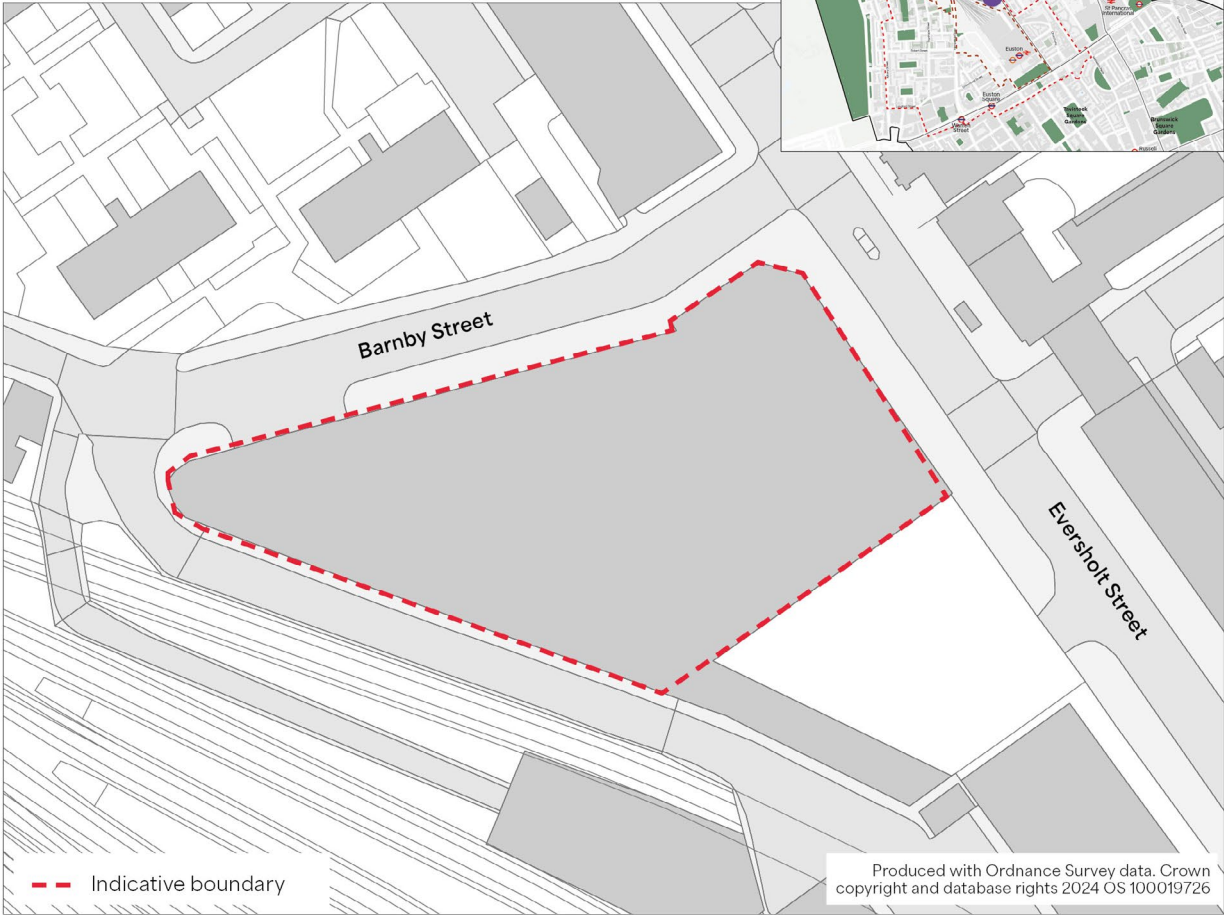 St Pancras
International
Euston
Euston
Square
Tavistock
Square
Gardens
Brunswick
Square
Gardens
Warren
Street
Russell
Barnby Street
Eversholt Street
Indicative boundary
Produced with Ordnance Survey data. Crown
copyright and database rights 2024 OS 100019726